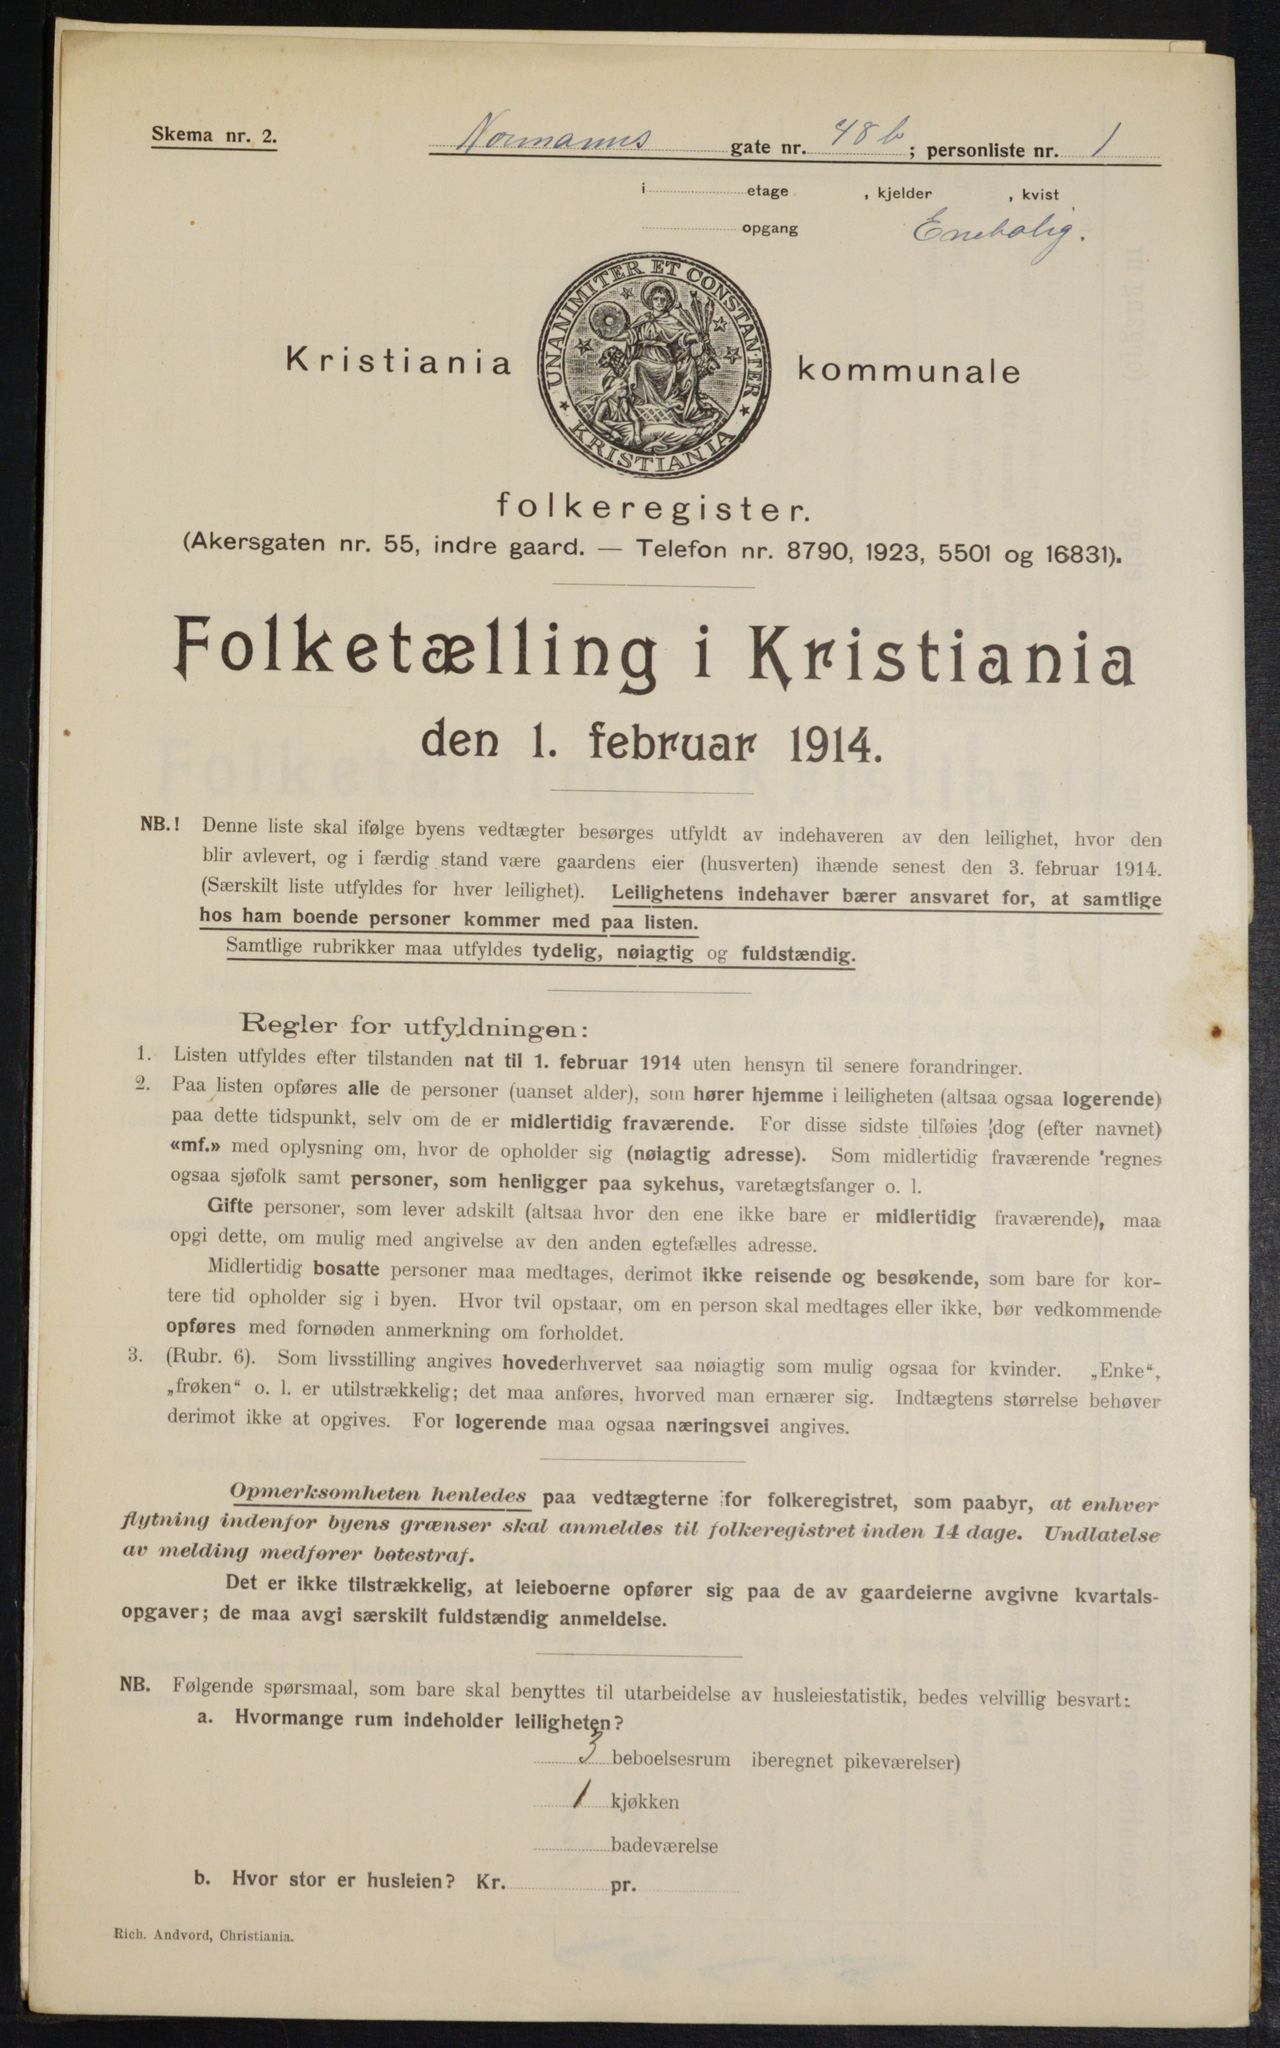 Skema nr. 2.
Normanns gate nr. 48 b; personliste nr. 1
i etage , kjelder , kvist
opgang Enebolig.
UNANIMITER ET CONSTANTER
KRISTIANIA
Kristiania kommunale
folkeregister.
(Akersgaten nr. 55, indre gaard. — Telefon nr. 8790, 1923, 5501 og 16831).
Folketælling i Kristiania
den 1. februar 1914.
NB.! Denne liste skal ifølge byens vedtægter besørges utfyldt av indehaveren av den leilighet, hvor den
blir avlevert, og i færdig stand være gaardens eier (husverten) ihænde senest den 3. februar 1914.
(Særskilt liste utfyldes for hver leilighet). Leilighetens indehaver bærer ansvaret for, at samtlige
hos ham boende personer kommer med paa listen.
Samtlige rubrikker maa utfyldes tydelig, nøiagtig og fuldstændig.
Regler for utfyldningen:
1. Listen utfyldes efter tilstanden nat til 1. februar 1914 uten hensyn til senere forandringer.
2. Paa listen opføres alle de personer (uanset alder), som hører hjemme i leiligheten (altsaa ogsaa logerende)
paa dette tidspunkt, selv om de er midlertidig fraværende. For disse sidste tilføies dog (efter navnet)
«mf.» med oplysning om, hvor de opholder sig (nøiagtig adresse). Som midlertidig fraværende regnes
ogsaa sjøfolk samt personer, som henligger paa sykehus, varetægtsfanger o. l.
Gifte personer, som lever adskilt (altsaa hvor den ene ikke bare er midlertidig fraværende), maa
opgi dette, om mulig med angivelse av den anden egtefælles adresse.
Midlertidig bosatte personer maa medtages, derimot ikke reisende og besøkende, som bare for kor-
tere tid opholder sig i byen. Hvor tvil opstaar, om en person skal medtages eller ikke, bør vedkommende
opføres med fornøden anmerkning om forholdet.
3. (Rubr. 6). Som livsstilling angives hovederhvervet saa nøiagtig som mulig ogsaa for kvinder. „Enke“,
„frøken“ o. l. er utilstrækkelig; det maa anføres, hvorved man ernærer sig. Indtægtens størrelse behøver
derimot ikke at opgives. For logerende maa ogsaa næringsvei angives.
Opmerksomheten henledes paa vedtægterne for folkeregistret, som paabyr, at enhver
flytning indenfor byens grænser skal anmeldes til folkeregistret inden 14 dage. Undlatelse
av melding medfører bøtestraf.
Det er ikke tilstrækkelig, at leieboerne opfører sig paa de av gaardeierne avgivne kvartals-
opgaver; de maa avgi særskilt fuldstændig anmeldelse.
NB. Følgende spørsmaal, som bare skal benyttes til utarbeidelse av husleiestatistik, bedes velvillig besvart:
a. Hvormange rum indeholder leiligheten?
3 beboelsesrum iberegnet pikeværelser)
1 kjøkken
badeværelse
b. Hvor stor er husleien? Kr. pr.
Rich. Andvord, Christiania.